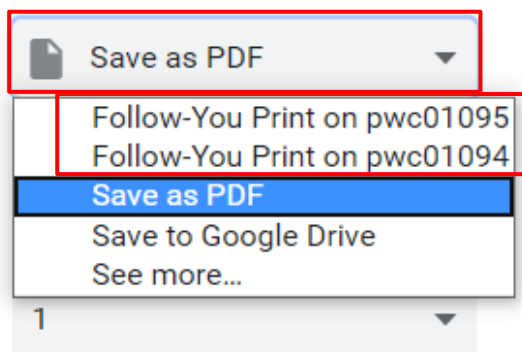 Save as PDF
Follow-You Print on pwc01095
Follow-You Print on pwc01094
Save as PDF
Save to Google Drive
See more...
1